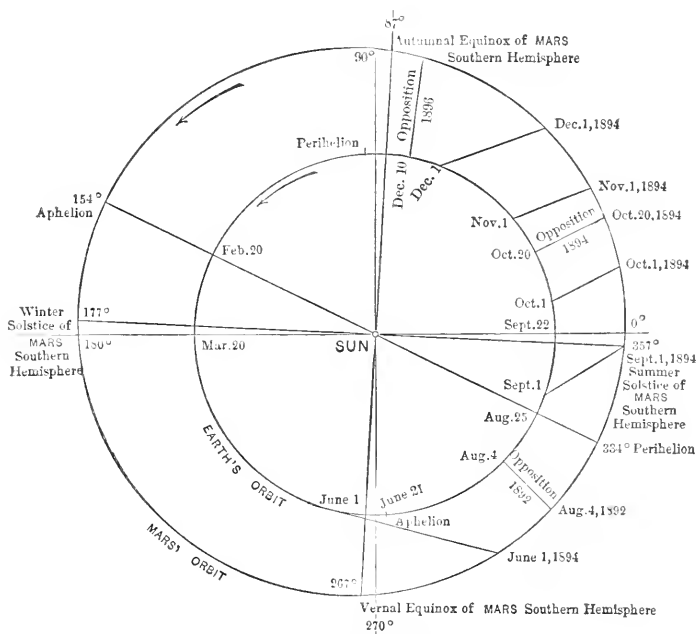 87°
Autumnal Equinox of MARS
Southern Hemisphere
90°
Opposition
1896
Perihelion
Dec. 10
Dec. 1
Dec.1,1894
154°
Aphelion
Nov.1,1894
Nov.1
Opposition
1894
Oct.20,1894
Oct.20
Feb.20
Oct.1,1894
Oct.1
Winter
Solstice of
MARS
Southern
Hemisphere
177°
180°
Mar.20
SUN
Sept.22
0°
357°
Sept.1,1894
Summer
Solstice of
MARS
Southern
Hemisphere
Sept.1
Aug.25
334° Perihelion
Aug.4
Opposition
1892
Aug.4,1892
EARTH'S ORBIT
June 1
June 21
Aphelion
June 1,1894
MARS' ORBIT
267°
Vernal Equinox of MARS Southern Hemisphere
270°